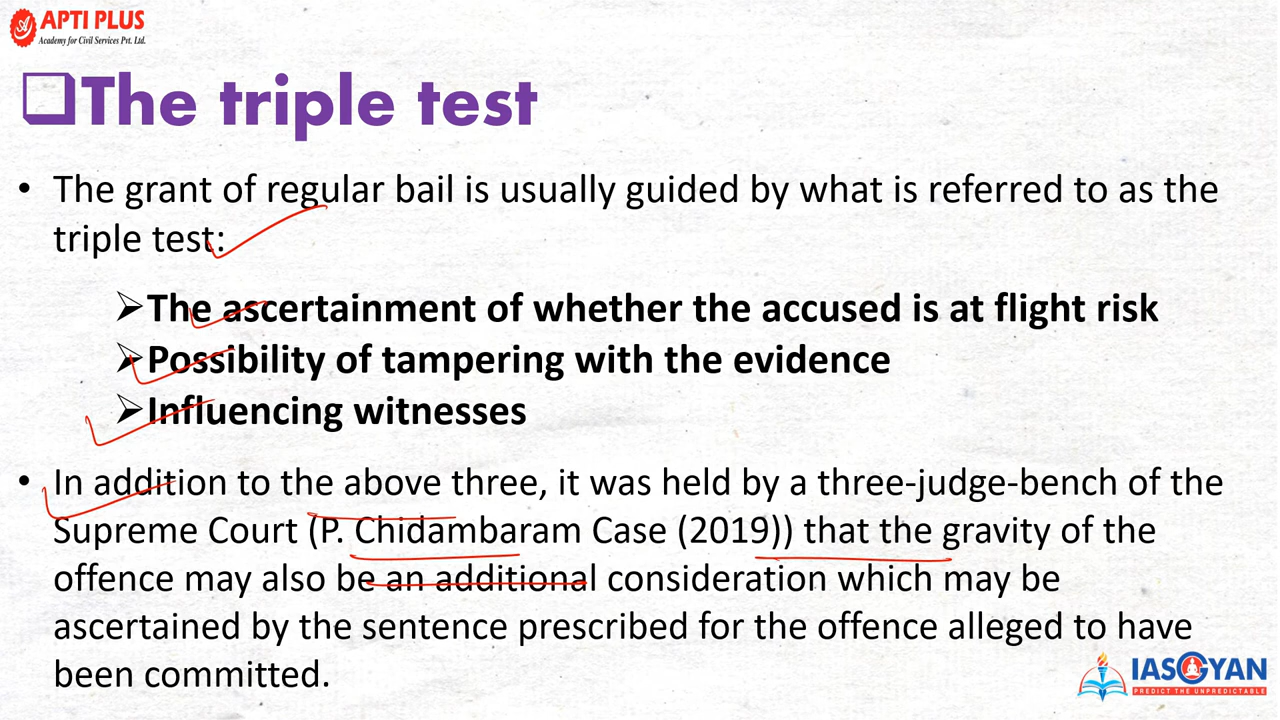 APTI PLUS
Academy for Civil Services Pvt. Ltd.
The triple test
• The grant of regular bail is usually guided by what is referred to as the
triple test:
➢The ascertainment of whether the accused is at flight risk
➢Possibility of tampering with the evidence
➢Influencing witnesses
• In addition to the above three, it was held by a three-judge-bench of the
Supreme Court (P. Chidambaram Case (2019)) that the gravity of the
offence may also be an additional consideration which may be
ascertained by the sentence prescribed for the offence alleged to have
been committed.
IASGYAN
PREDICT THE UNPREDICTABLE